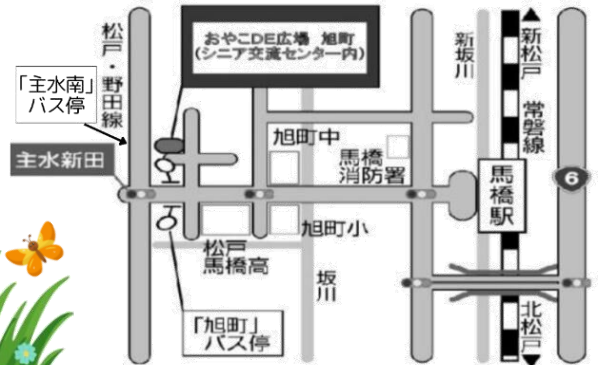 おやこDE広場 旭町
(シニア交流センター内)
松戸・野田線
「主水南」
バス停
主水新田
旭町中
馬橋
消防署
新坂川
新松戸
常磐線
馬橋駅
6
旭町小
松戸
馬橋高
坂川
「旭町」
バス停
北松戸